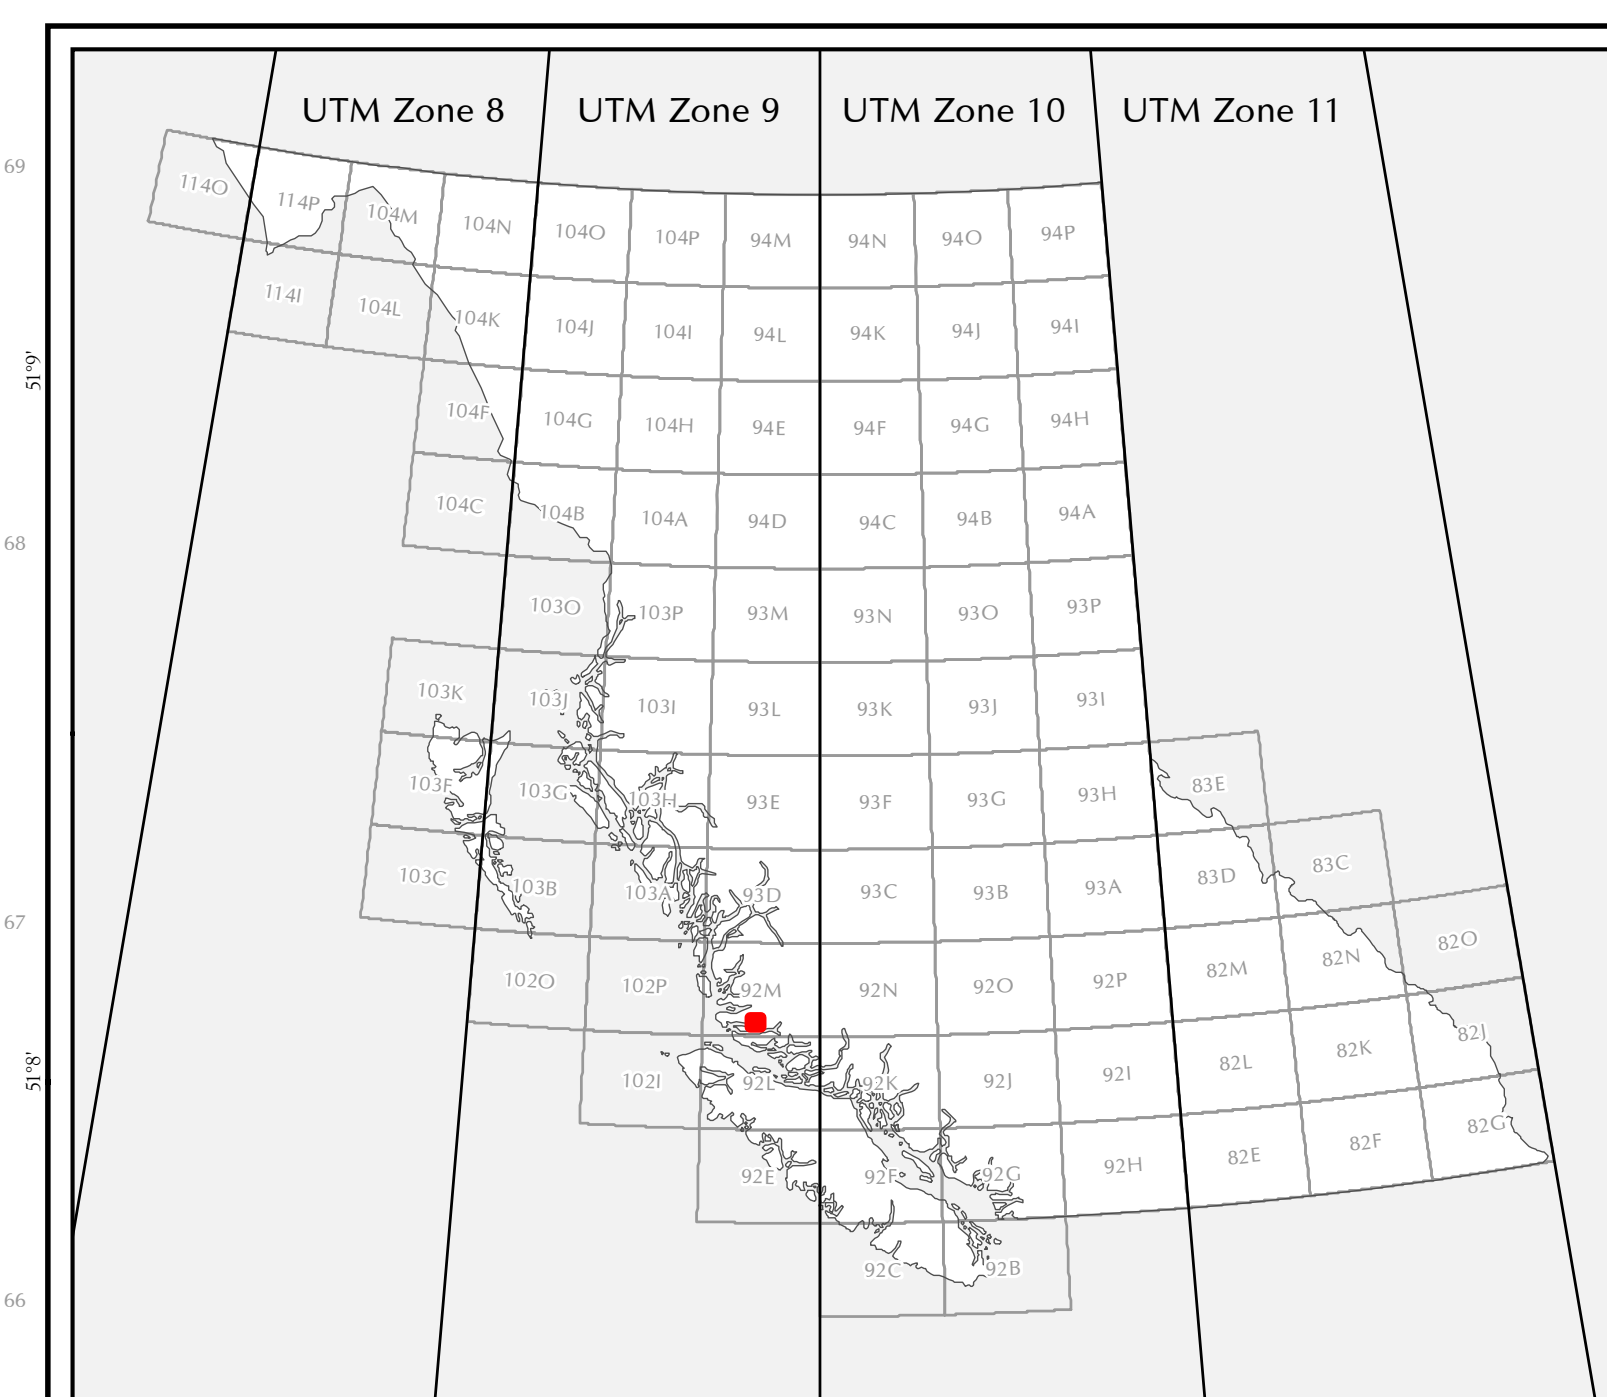 UTM Zone 8 UTM Zone 9 UTM Zone 10 UTM Zone 11
69
114O 114P 104M 104N 104O 104P 94M 94N 94O 94P
114I 104L 104K 104J 104I 94L 94K 94J 94I
51°9'
104F 104G 104H 94E 94F 94G 94H
104C 104B 104A 94D 94C 94B 94A
68
103O 103P 93M 93N 93O 93P
103K 103J 103I 93L 93K 93J 93I
103F 103G 103H 93E 93F 93G 93H 83E
103C 103B 103A 93D 93C 93B 93A 83D 83C
67
102O 102P 92M 92N 92O 92P 82M 82N 82O
51°8'
102I 92L 92K 92J 92I 82L 82K 82J
92E 92F 92G 92H 82E 82F 82G
92C 92B
66